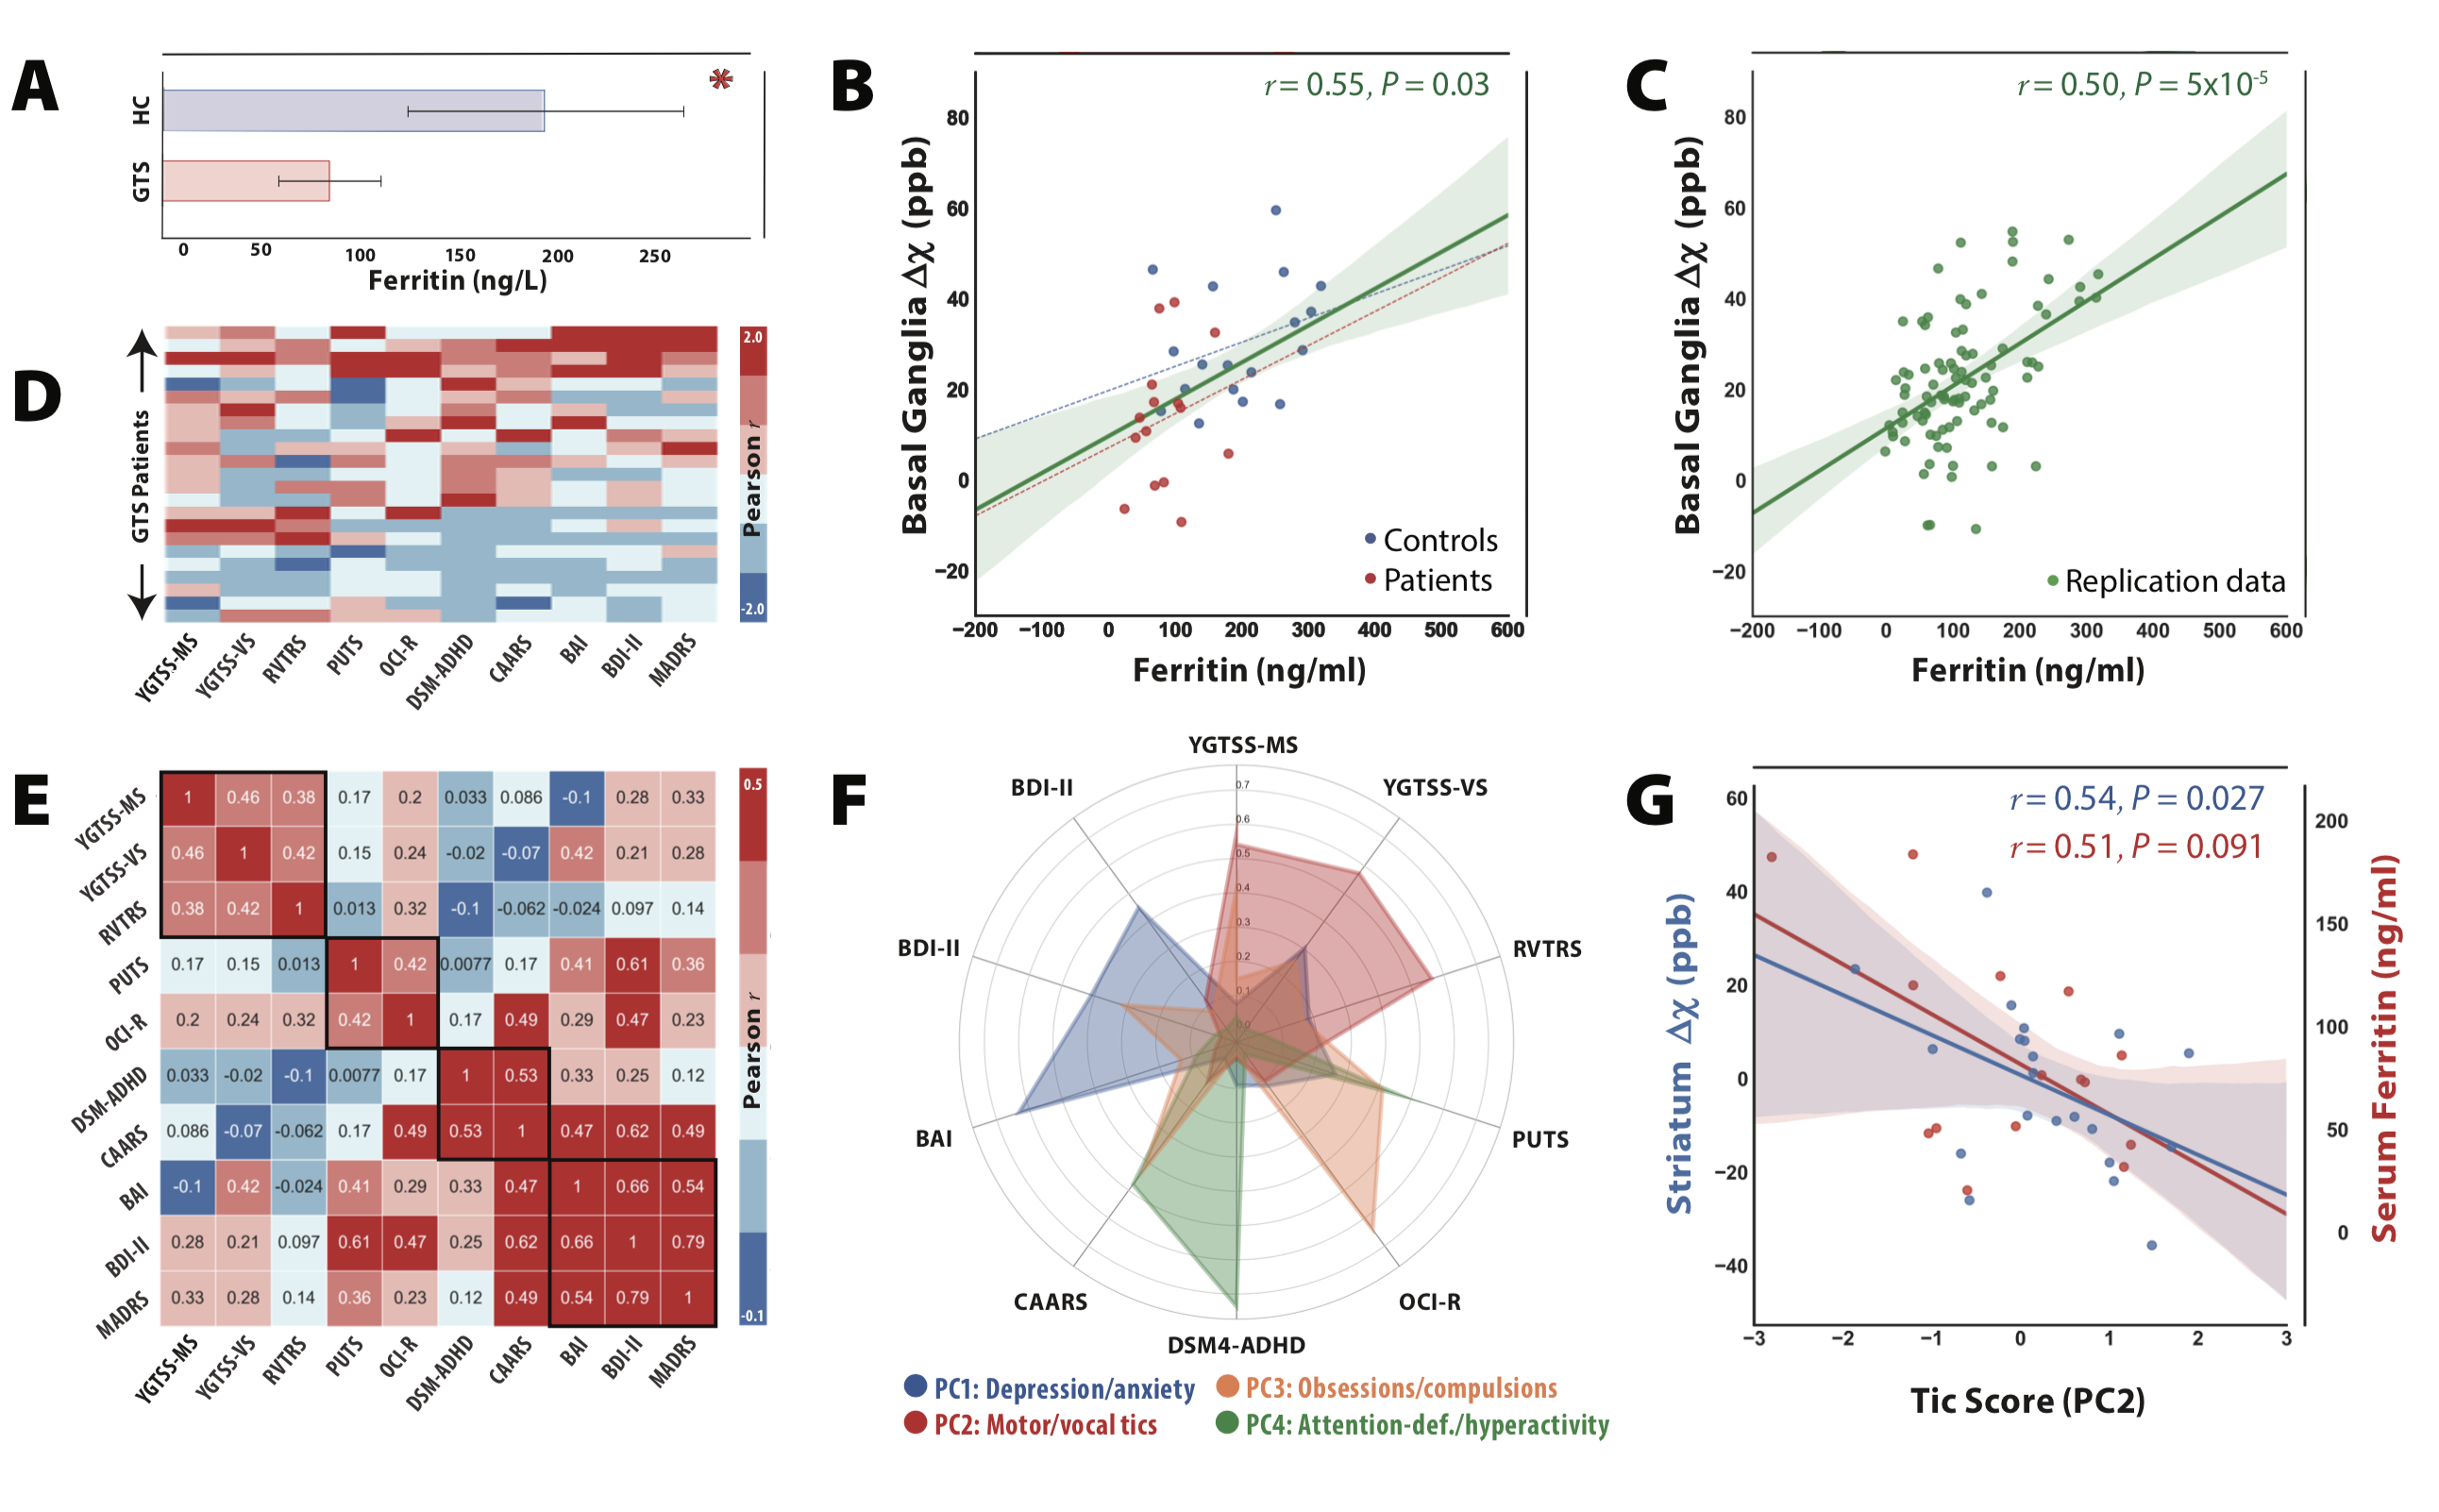 A
HC
GTS
*
0 50 100 150 200 250
Ferritin (ng/L)
B
r = 0.55, P = 0.03
Basal Ganglia Δχ (ppb)
80
60
40
20
0
−20
Controls
Patients
−200 −100 0 100 200 300 400 500 600
Ferritin (ng/ml)
C
r = 0.50, P = 5x10⁻⁵
Basal Ganglia Δχ (ppb)
80
60
40
20
0
−20
Replication data
−200 −100 0 100 200 300 400 500 600
Ferritin (ng/ml)
D
GTS Patients
2.0
Pearson r
-2.0
YGTSS-MS YGTSS-VS RVTRS PUTS OCI-R DSM-ADHD CAARS BAI BDI-II MADRS
E
YGTSS-MS 1 0.46 0.38 0.17 0.2 0.033 0.086 -0.1 0.28 0.33
YGTSS-VS 0.46 1 0.42 0.15 0.24 -0.02 -0.07 0.42 0.21 0.28
RVTRS 0.38 0.42 1 0.013 0.32 -0.1 -0.062 -0.024 0.097 0.14
PUTS 0.17 0.15 0.013 1 0.42 0.0077 0.17 0.41 0.61 0.36
OCI-R 0.2 0.24 0.32 0.42 1 0.17 0.49 0.29 0.47 0.23
DSM-ADHD 0.033 -0.02 -0.1 0.0077 0.17 1 0.53 0.33 0.25 0.12
CAARS 0.086 -0.07 -0.062 0.17 0.49 0.53 1 0.47 0.62 0.49
BAI -0.1 0.42 -0.024 0.41 0.29 0.33 0.47 1 0.66 0.54
BDI-II 0.28 0.21 0.097 0.61 0.47 0.25 0.62 0.66 1 0.79
MADRS 0.33 0.28 0.14 0.36 0.23 0.12 0.49 0.54 0.79 1
YGTSS-MS YGTSS-VS RVTRS PUTS OCI-R DSM-ADHD CAARS BAI BDI-II MADRS
0.5
Pearson r
-0.1
F
YGTSS-MS
YGTSS-VS
RVTRS
PUTS
OCI-R
DSM4-ADHD
CAARS
BAI
BDI-II
BDI-II
0.7
0.6
0.5
0.4
0.3
0.2
0.1
0.0
PC1: Depression/anxiety
PC2: Motor/vocal tics
PC3: Obsessions/compulsions
PC4: Attention-def./hyperactivity
G
r = 0.54, P = 0.027
r = 0.51, P = 0.091
Striatum Δχ (ppb)
60
40
20
0
−20
−40
200
150
100
50
0
Serum Ferritin (ng/ml)
−3 −2 −1 0 1 2 3
Tic Score (PC2)